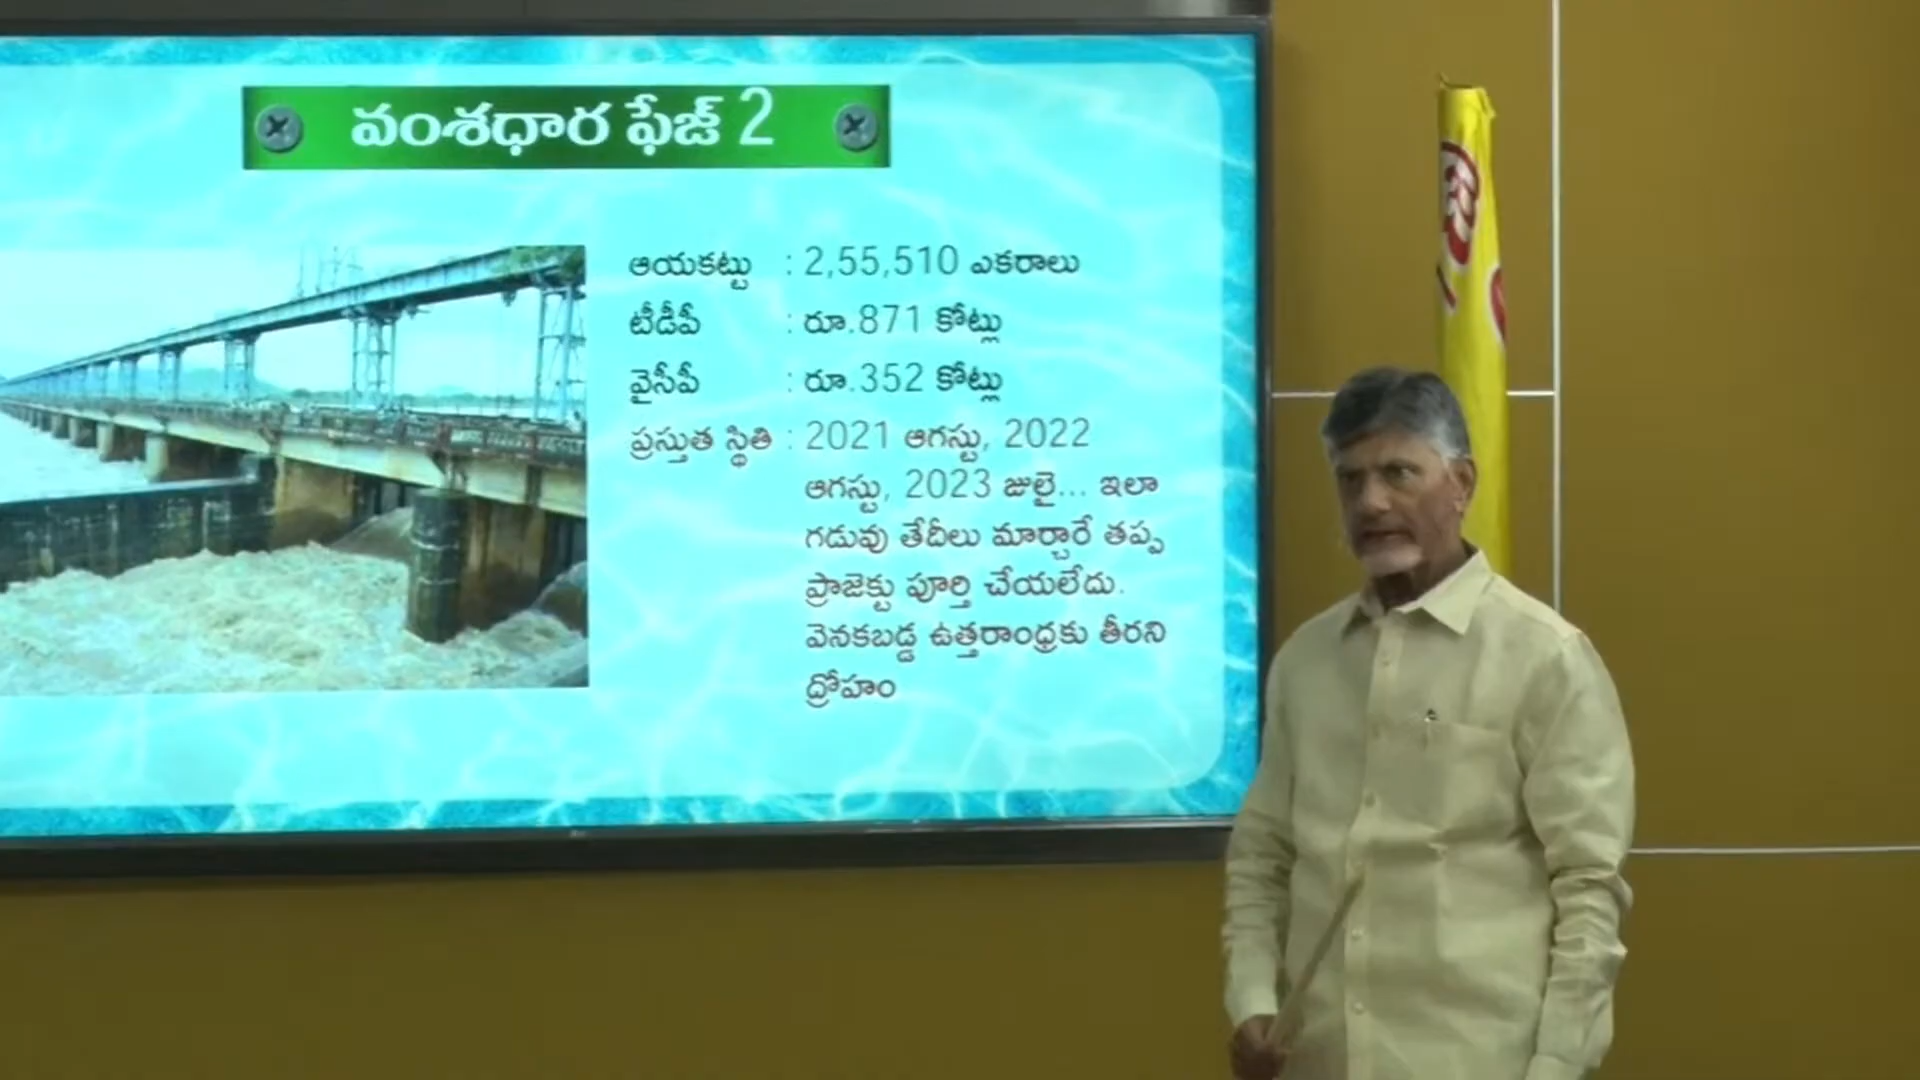 వంశధార ఫేజ్ 2
ఆయకట్టు : 2,55,510 ఎకరాలు
టీడీపీ : రూ.871 కోట్లు
వైసీపీ : రూ.352 కోట్లు
ప్రస్తుత స్థితి : 2021 ఆగస్టు, 2022
ఆగస్టు, 2023 జులై... ఇలా
గడువు తేదీలు మార్చారే తప్ప
ప్రాజెక్టు పూర్తి చేయలేదు.
వెనకబడ్డ ఉత్తరాంధ్రకు తీరని
ద్రోహం